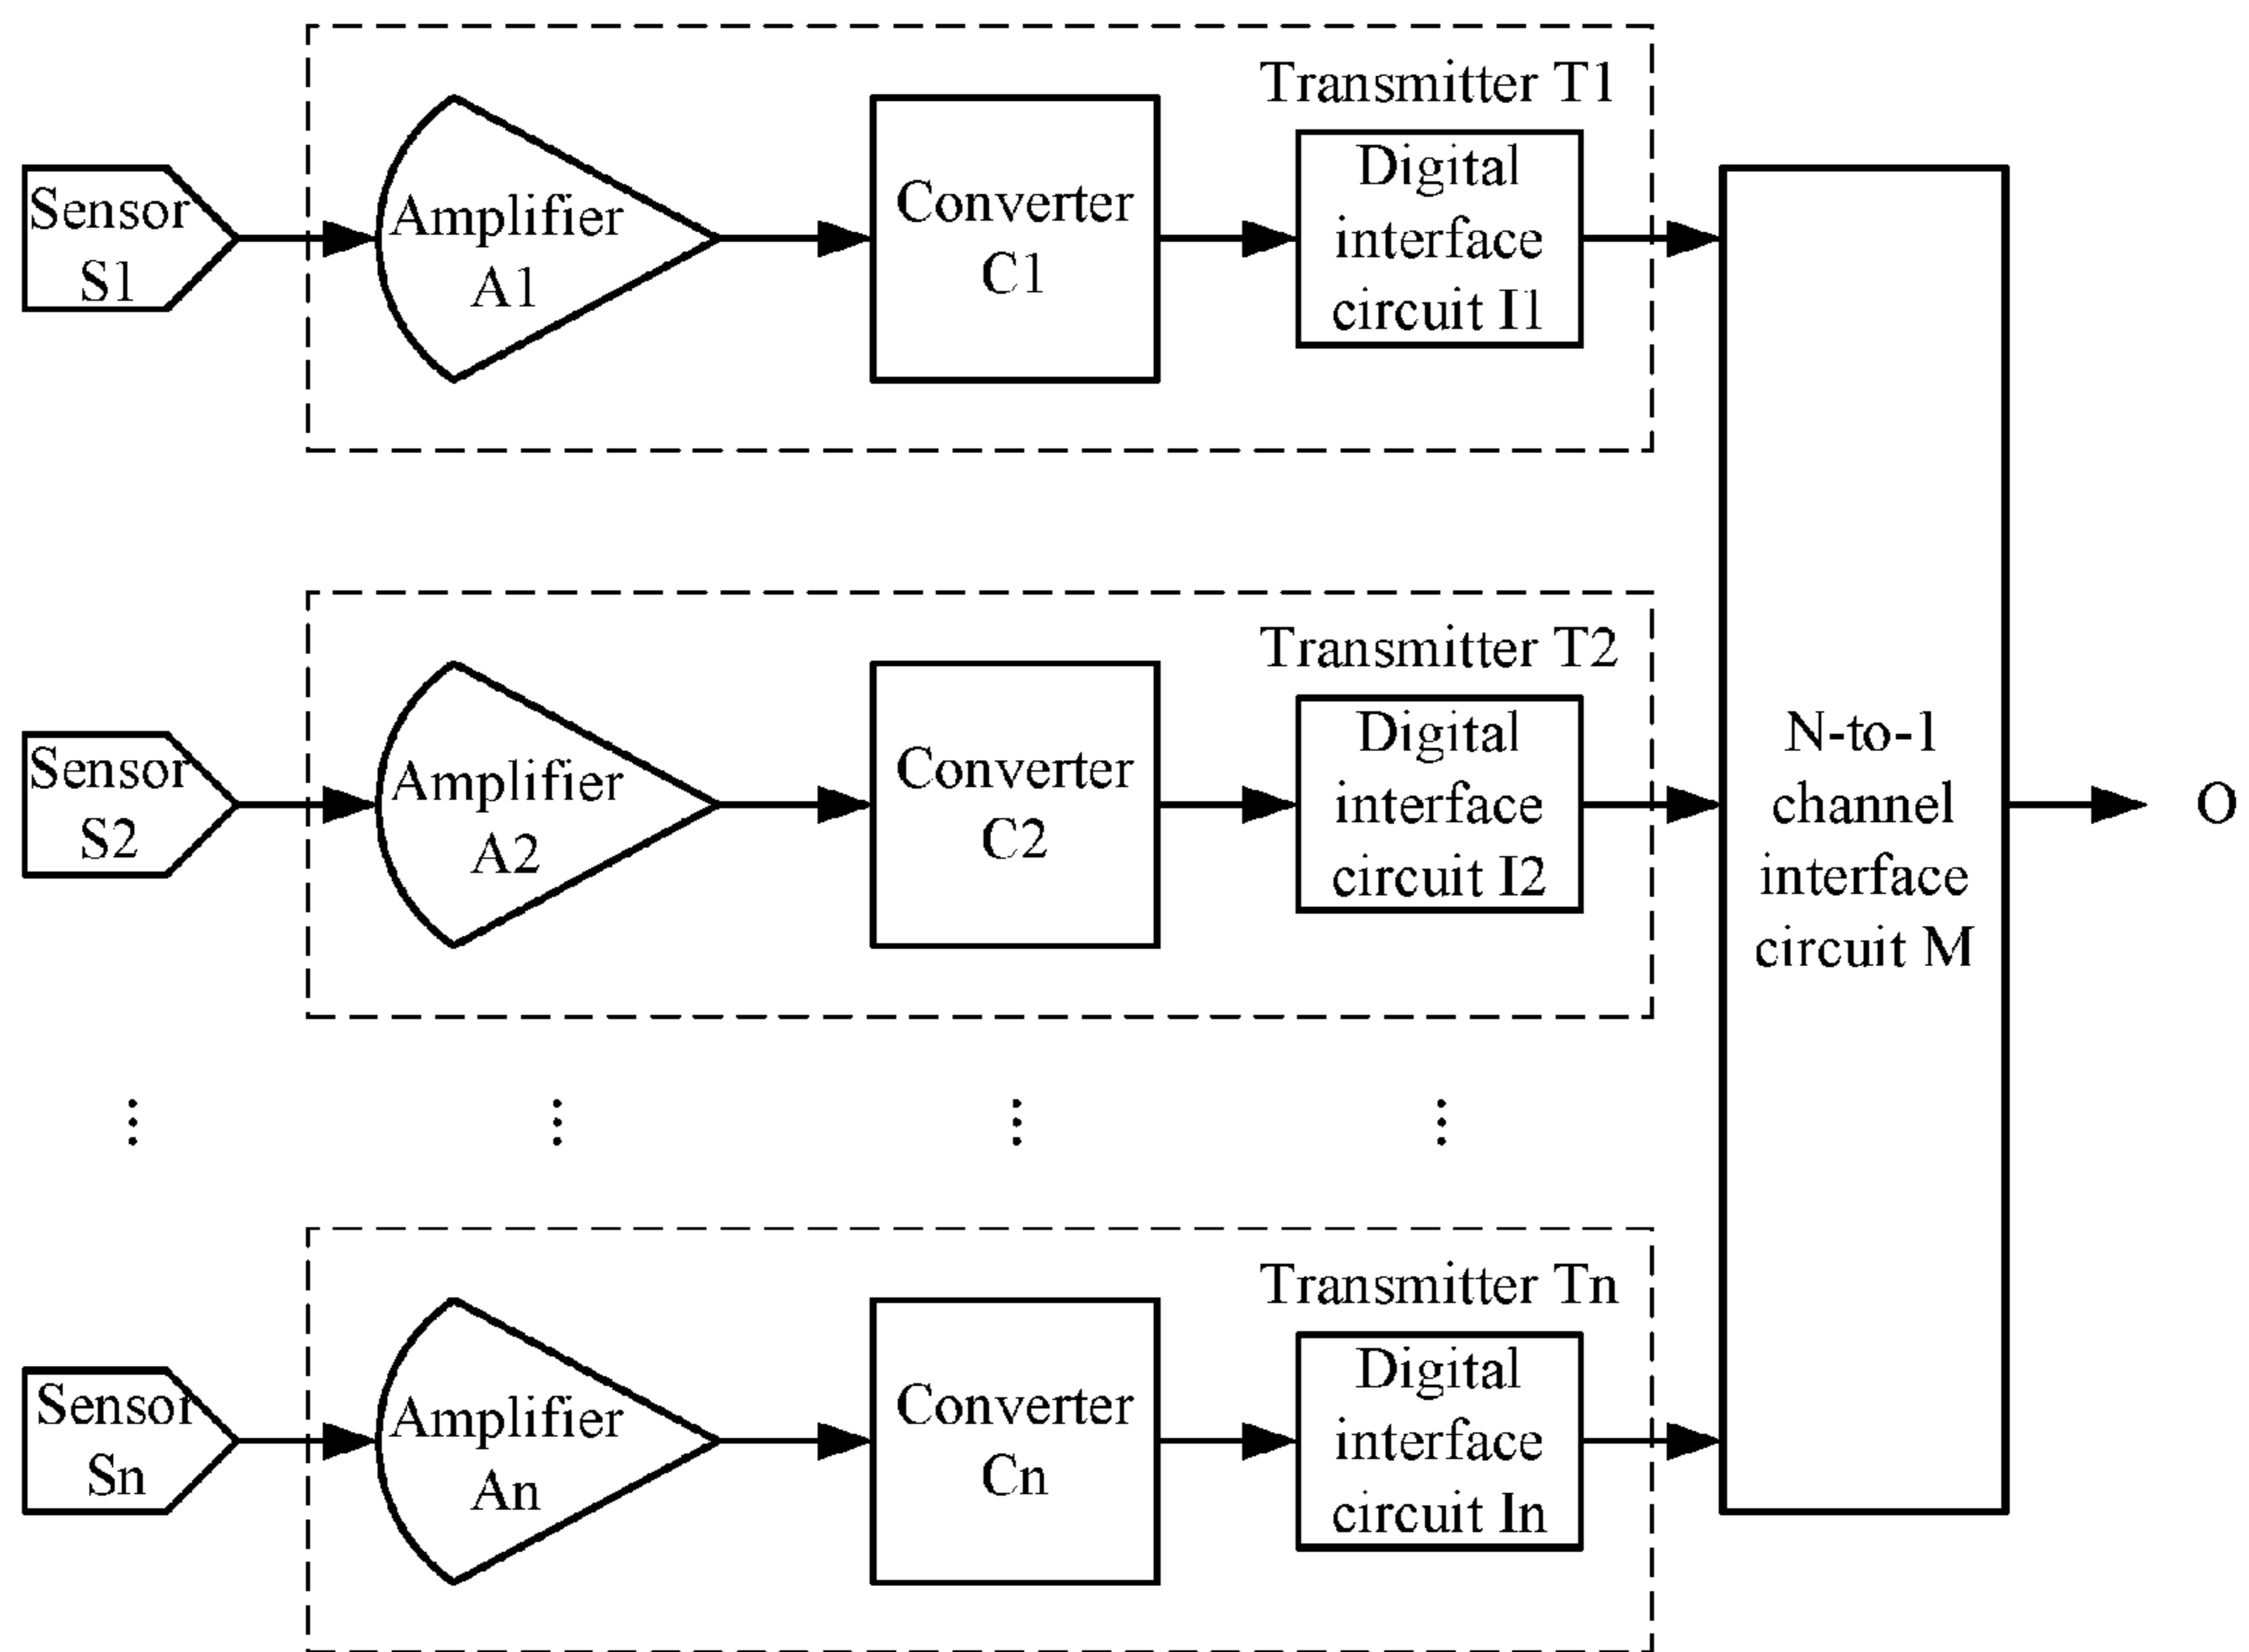 Transmitter T1
Sensor
S1
Amplifier
A1
Converter
C1
Digital
interface
circuit I1
Transmitter T2
Sensor
S2
Amplifier
A2
Converter
C2
Digital
interface
circuit I2
N-to-1
channel
interface
circuit M
O
Transmitter Tn
Sensor
Sn
Amplifier
An
Converter
Cn
Digital
interface
circuit In